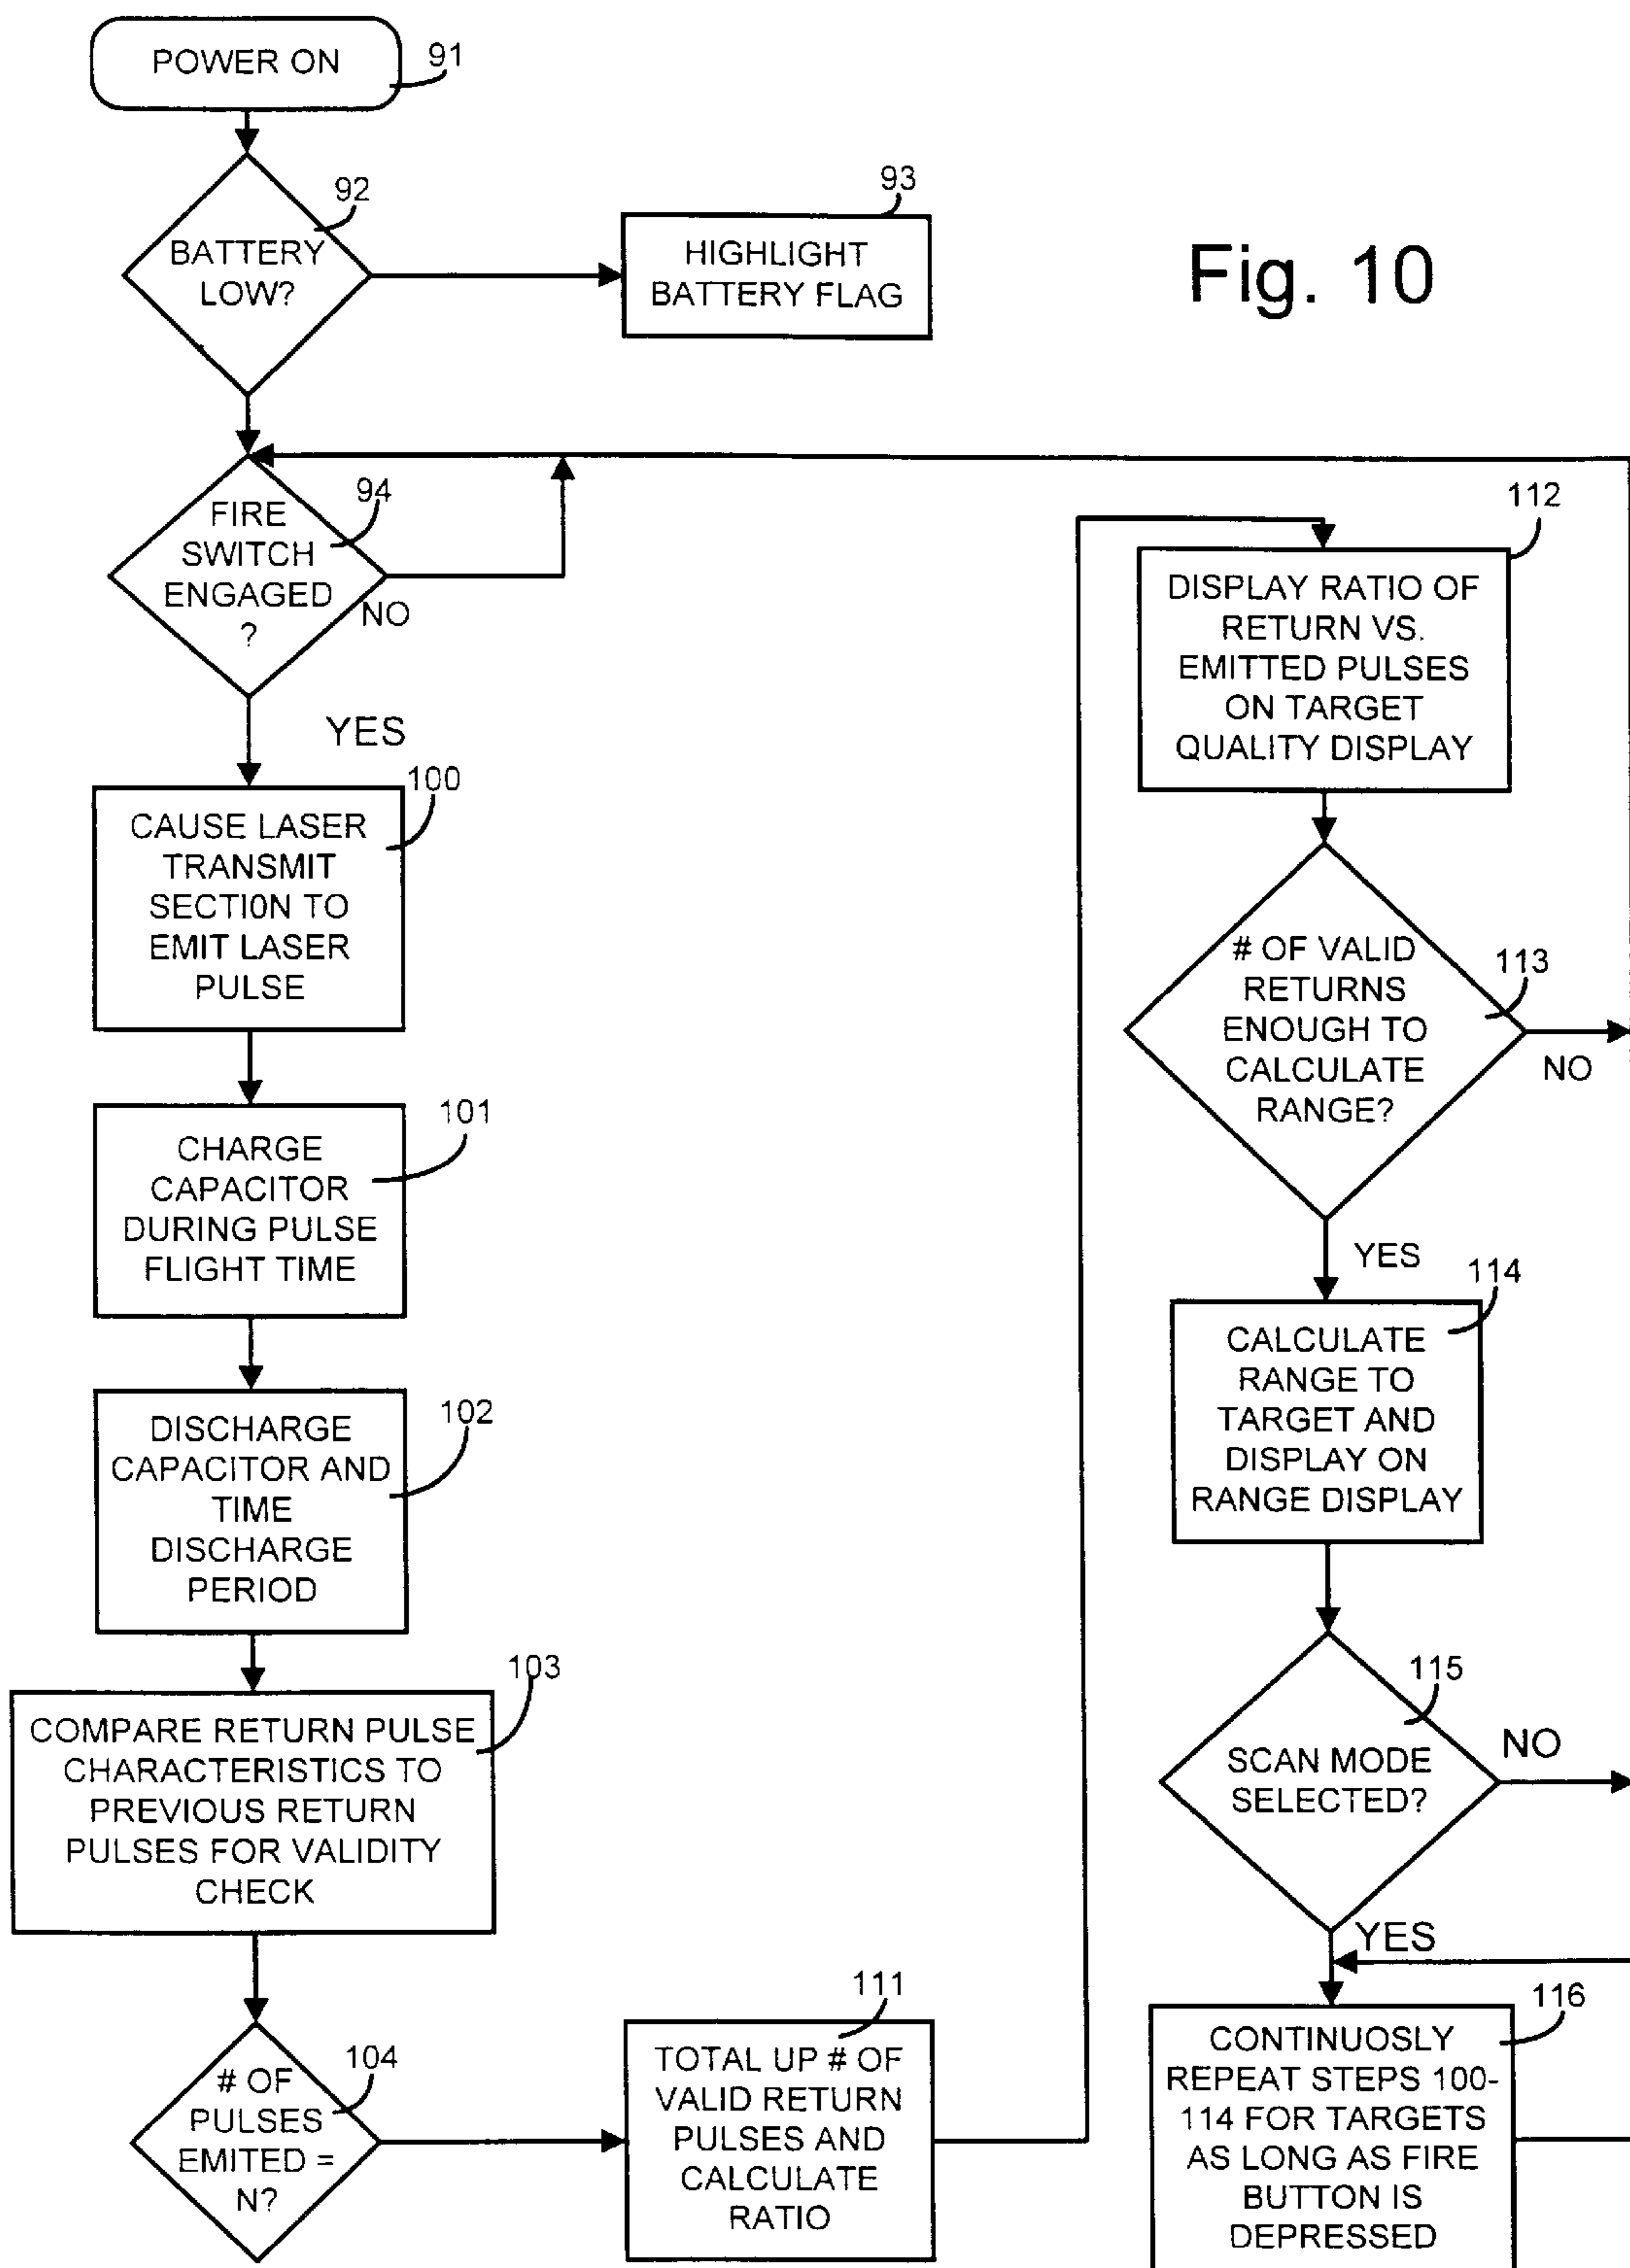 POWER ON
91
92
BATTERY
LOW?
93
HIGHLIGHT
BATTERY FLAG
Fig. 10
94
FIRE
SWITCH
ENGAGED
?
NO
YES
100
CAUSE LASER
TRANSMIT
SECTION TO
EMIT LASER
PULSE
101
CHARGE
CAPACITOR
DURING PULSE
FLIGHT TIME
102
DISCHARGE
CAPACITOR AND
TIME
DISCHARGE
PERIOD
103
COMPARE RETURN PULSE
CHARACTERISTICS TO
PREVIOUS RETURN
PULSES FOR VALIDITY
CHECK
104
# OF
PULSES
EMITED =
N?
111
TOTAL UP # OF
VALID RETURN
PULSES AND
CALCULATE
RATIO
112
DISPLAY RATIO OF
RETURN VS.
EMITTED PULSES
ON TARGET
QUALITY DISPLAY
113
# OF VALID
RETURNS
ENOUGH TO
CALCULATE
RANGE?
NO
YES
114
CALCULATE
RANGE TO
TARGET AND
DISPLAY ON
RANGE DISPLAY
115
SCAN MODE
SELECTED?
NO
YES
116
CONTINUOSLY
REPEAT STEPS 100-
114 FOR TARGETS
AS LONG AS FIRE
BUTTON IS
DEPRESSED